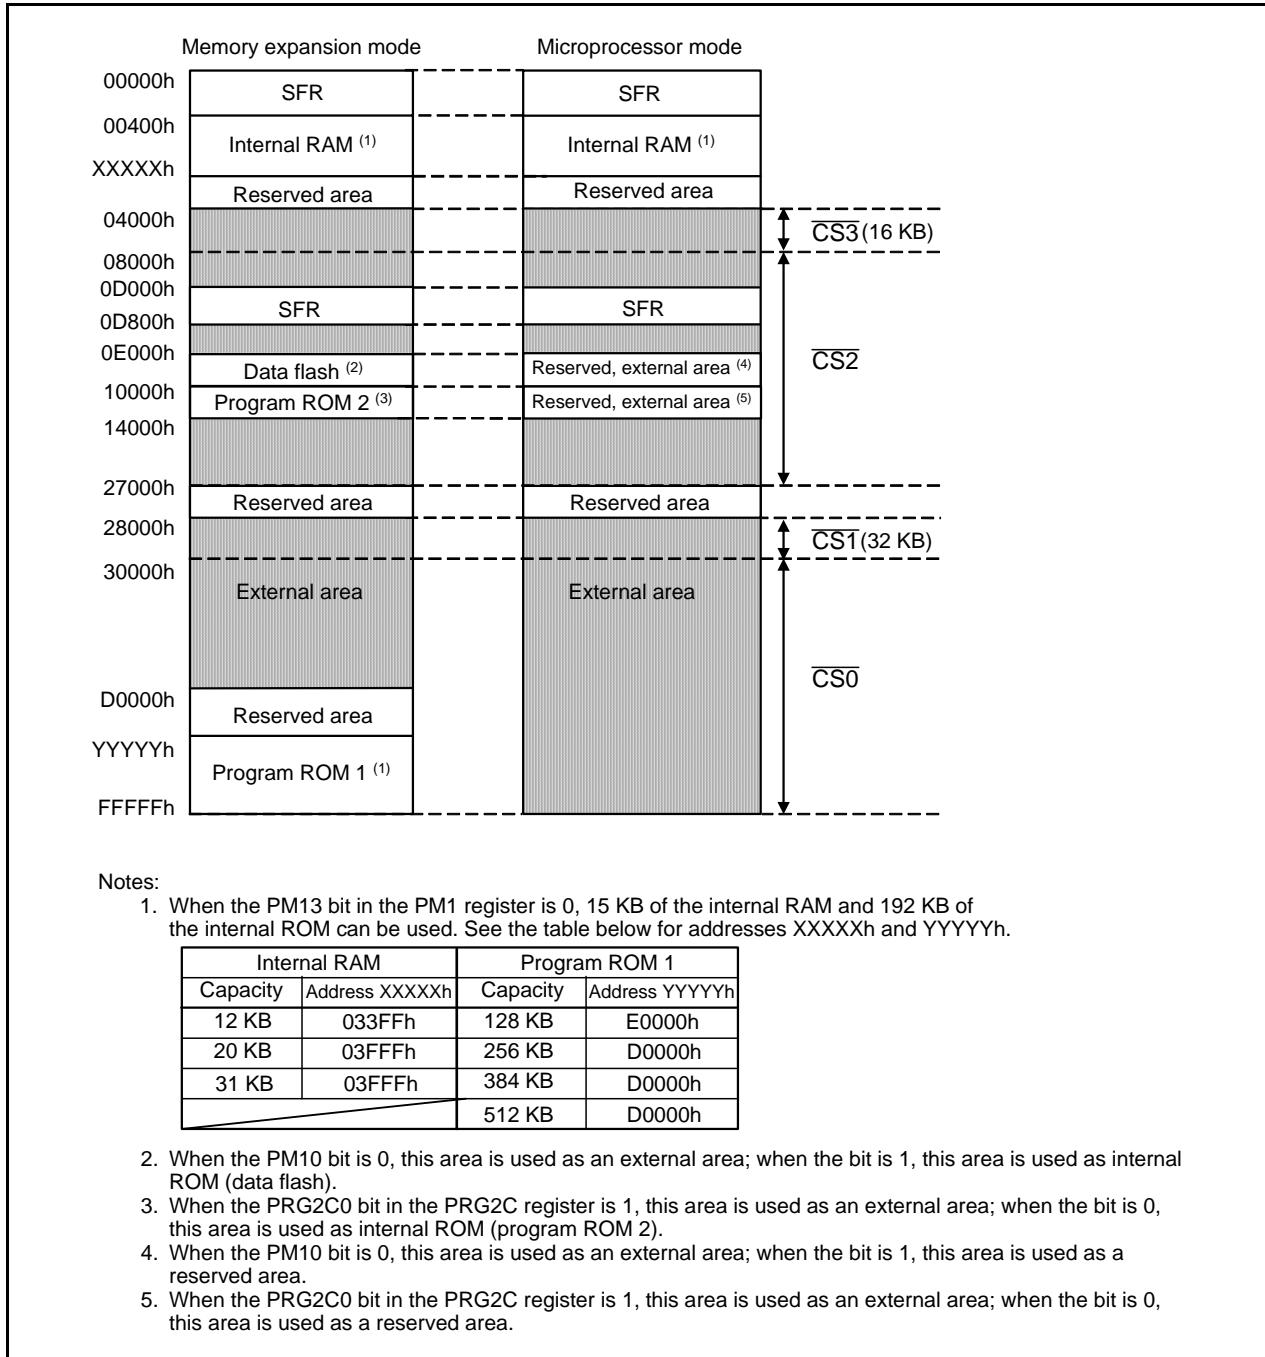 Memory expansion mode Microprocessor mode
00000h SFR SFR
00400h Internal RAM (1) Internal RAM (1)
XXXXXh
Reserved area Reserved area
04000h CS3 (16 KB)
08000h
0D000h
SFR SFR
0D800h
0E000h CS2
Data flash (2) Reserved, external area (4)
10000h
Program ROM 2 (3) Reserved, external area (5)
14000h
27000h
Reserved area Reserved area
28000h CS1 (32 KB)
30000h
External area External area
CS0
D0000h
Reserved area
YYYYYh
Program ROM 1 (1)
FFFFFh
Notes:
1. When the PM13 bit in the PM1 register is 0, 15 KB of the internal RAM and 192 KB of
the internal ROM can be used. See the table below for addresses XXXXXh and YYYYYh.
Internal RAM Program ROM 1
Capacity Address XXXXXh Capacity Address YYYYYh
12 KB 033FFh 128 KB E0000h
20 KB 03FFFh 256 KB D0000h
31 KB 03FFFh 384 KB D0000h
512 KB D0000h
2. When the PM10 bit is 0, this area is used as an external area; when the bit is 1, this area is used as internal
ROM (data flash).
3. When the PRG2C0 bit in the PRG2C register is 1, this area is used as an external area; when the bit is 0,
this area is used as internal ROM (program ROM 2).
4. When the PM10 bit is 0, this area is used as an external area; when the bit is 1, this area is used as a
reserved area.
5. When the PRG2C0 bit in the PRG2C register is 1, this area is used as an external area; when the bit is 0,
this area is used as a reserved area.